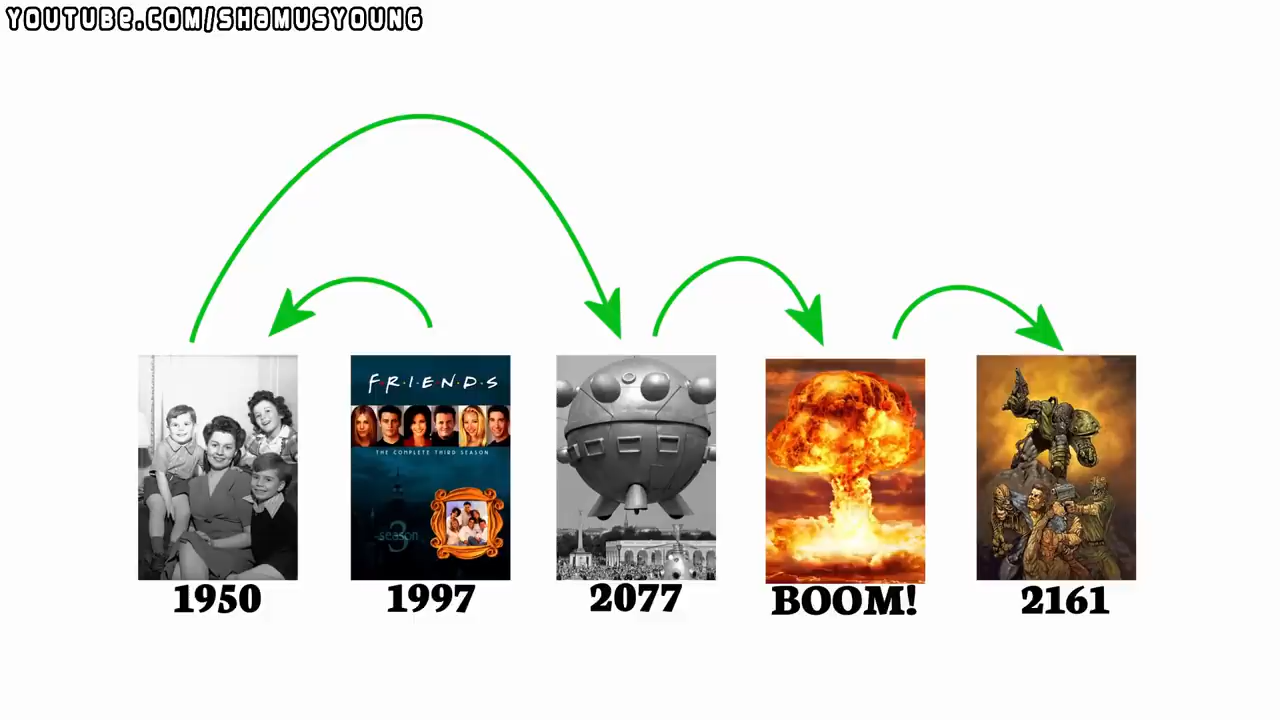 YOUTUBE.COM/SHAMUSYOUNG
F·R·I·E·N·D·S
THE COMPLETE THIRD SEASON
season 3
1950
1997
2077
BOOM!
2161